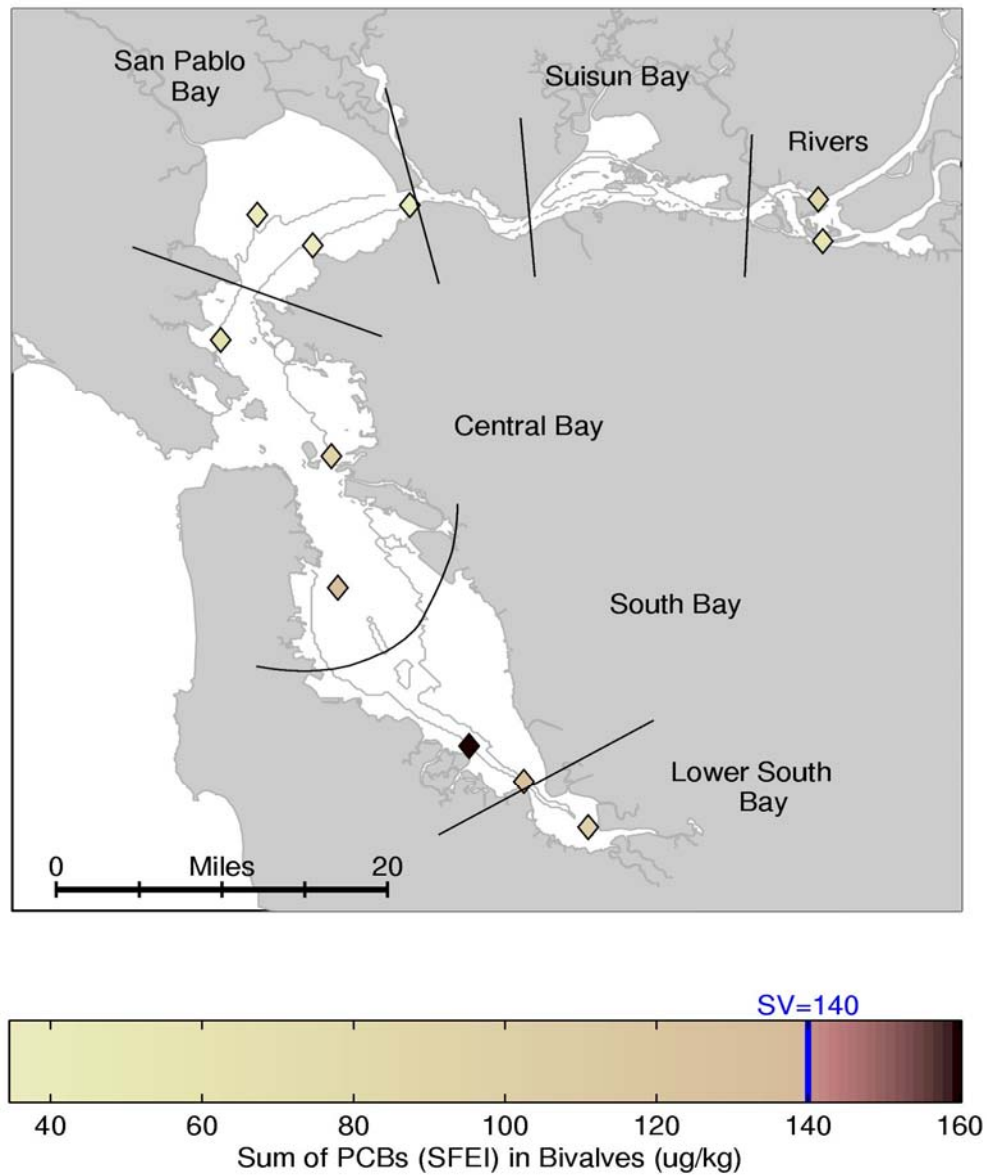 San Pablo
Bay
Suisun Bay
Rivers
Central Bay
South Bay
Lower South
Bay
0 Miles 20
SV=140
40 60 80 100 120 140 160
Sum of PCBs (SFEI) in Bivalves (ug/kg)